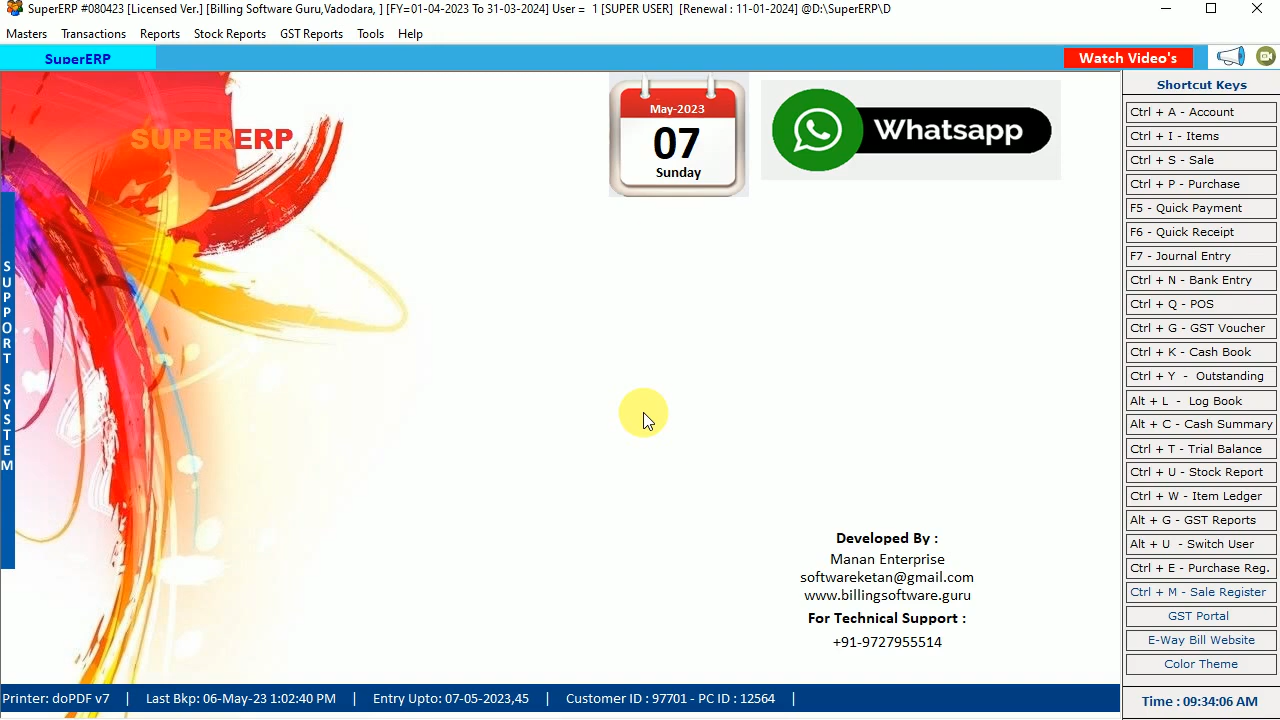 SuperERP #080423 [Licensed Ver.] [Billing Software Guru,Vadodara, ] [FY=01-04-2023 To 31-03-2024] User = 1 [SUPER USER] [Renewal : 11-01-2024] @D:\SuperERP\D
Masters Transactions Reports Stock Reports GST Reports Tools Help
SuperERP
Watch Video's
SUPERERP
May-2023
07
Sunday
Whatsapp
SUPPORT SYSTEM
Developed By :
Manan Enterprise
softwareketan@gmail.com
www.billingsoftware.guru
For Technical Support :
+91-9727955514
Shortcut Keys
Ctrl + A - Account
Ctrl + I - Items
Ctrl + S - Sale
Ctrl + P - Purchase
F5 - Quick Payment
F6 - Quick Receipt
F7 - Journal Entry
Ctrl + N - Bank Entry
Ctrl + Q - POS
Ctrl + G - GST Voucher
Ctrl + K - Cash Book
Ctrl + Y - Outstanding
Alt + L - Log Book
Alt + C - Cash Summary
Ctrl + T - Trial Balance
Ctrl + U - Stock Report
Ctrl + W - Item Ledger
Alt + G - GST Reports
Alt + U - Switch User
Ctrl + E - Purchase Reg.
Ctrl + M - Sale Register
GST Portal
E-Way Bill Website
Color Theme
Printer: doPDF v7 | Last Bkp: 06-May-23 1:02:40 PM | Entry Upto: 07-05-2023,45 | Customer ID : 97701 - PC ID : 12564 |
Time : 09:34:06 AM